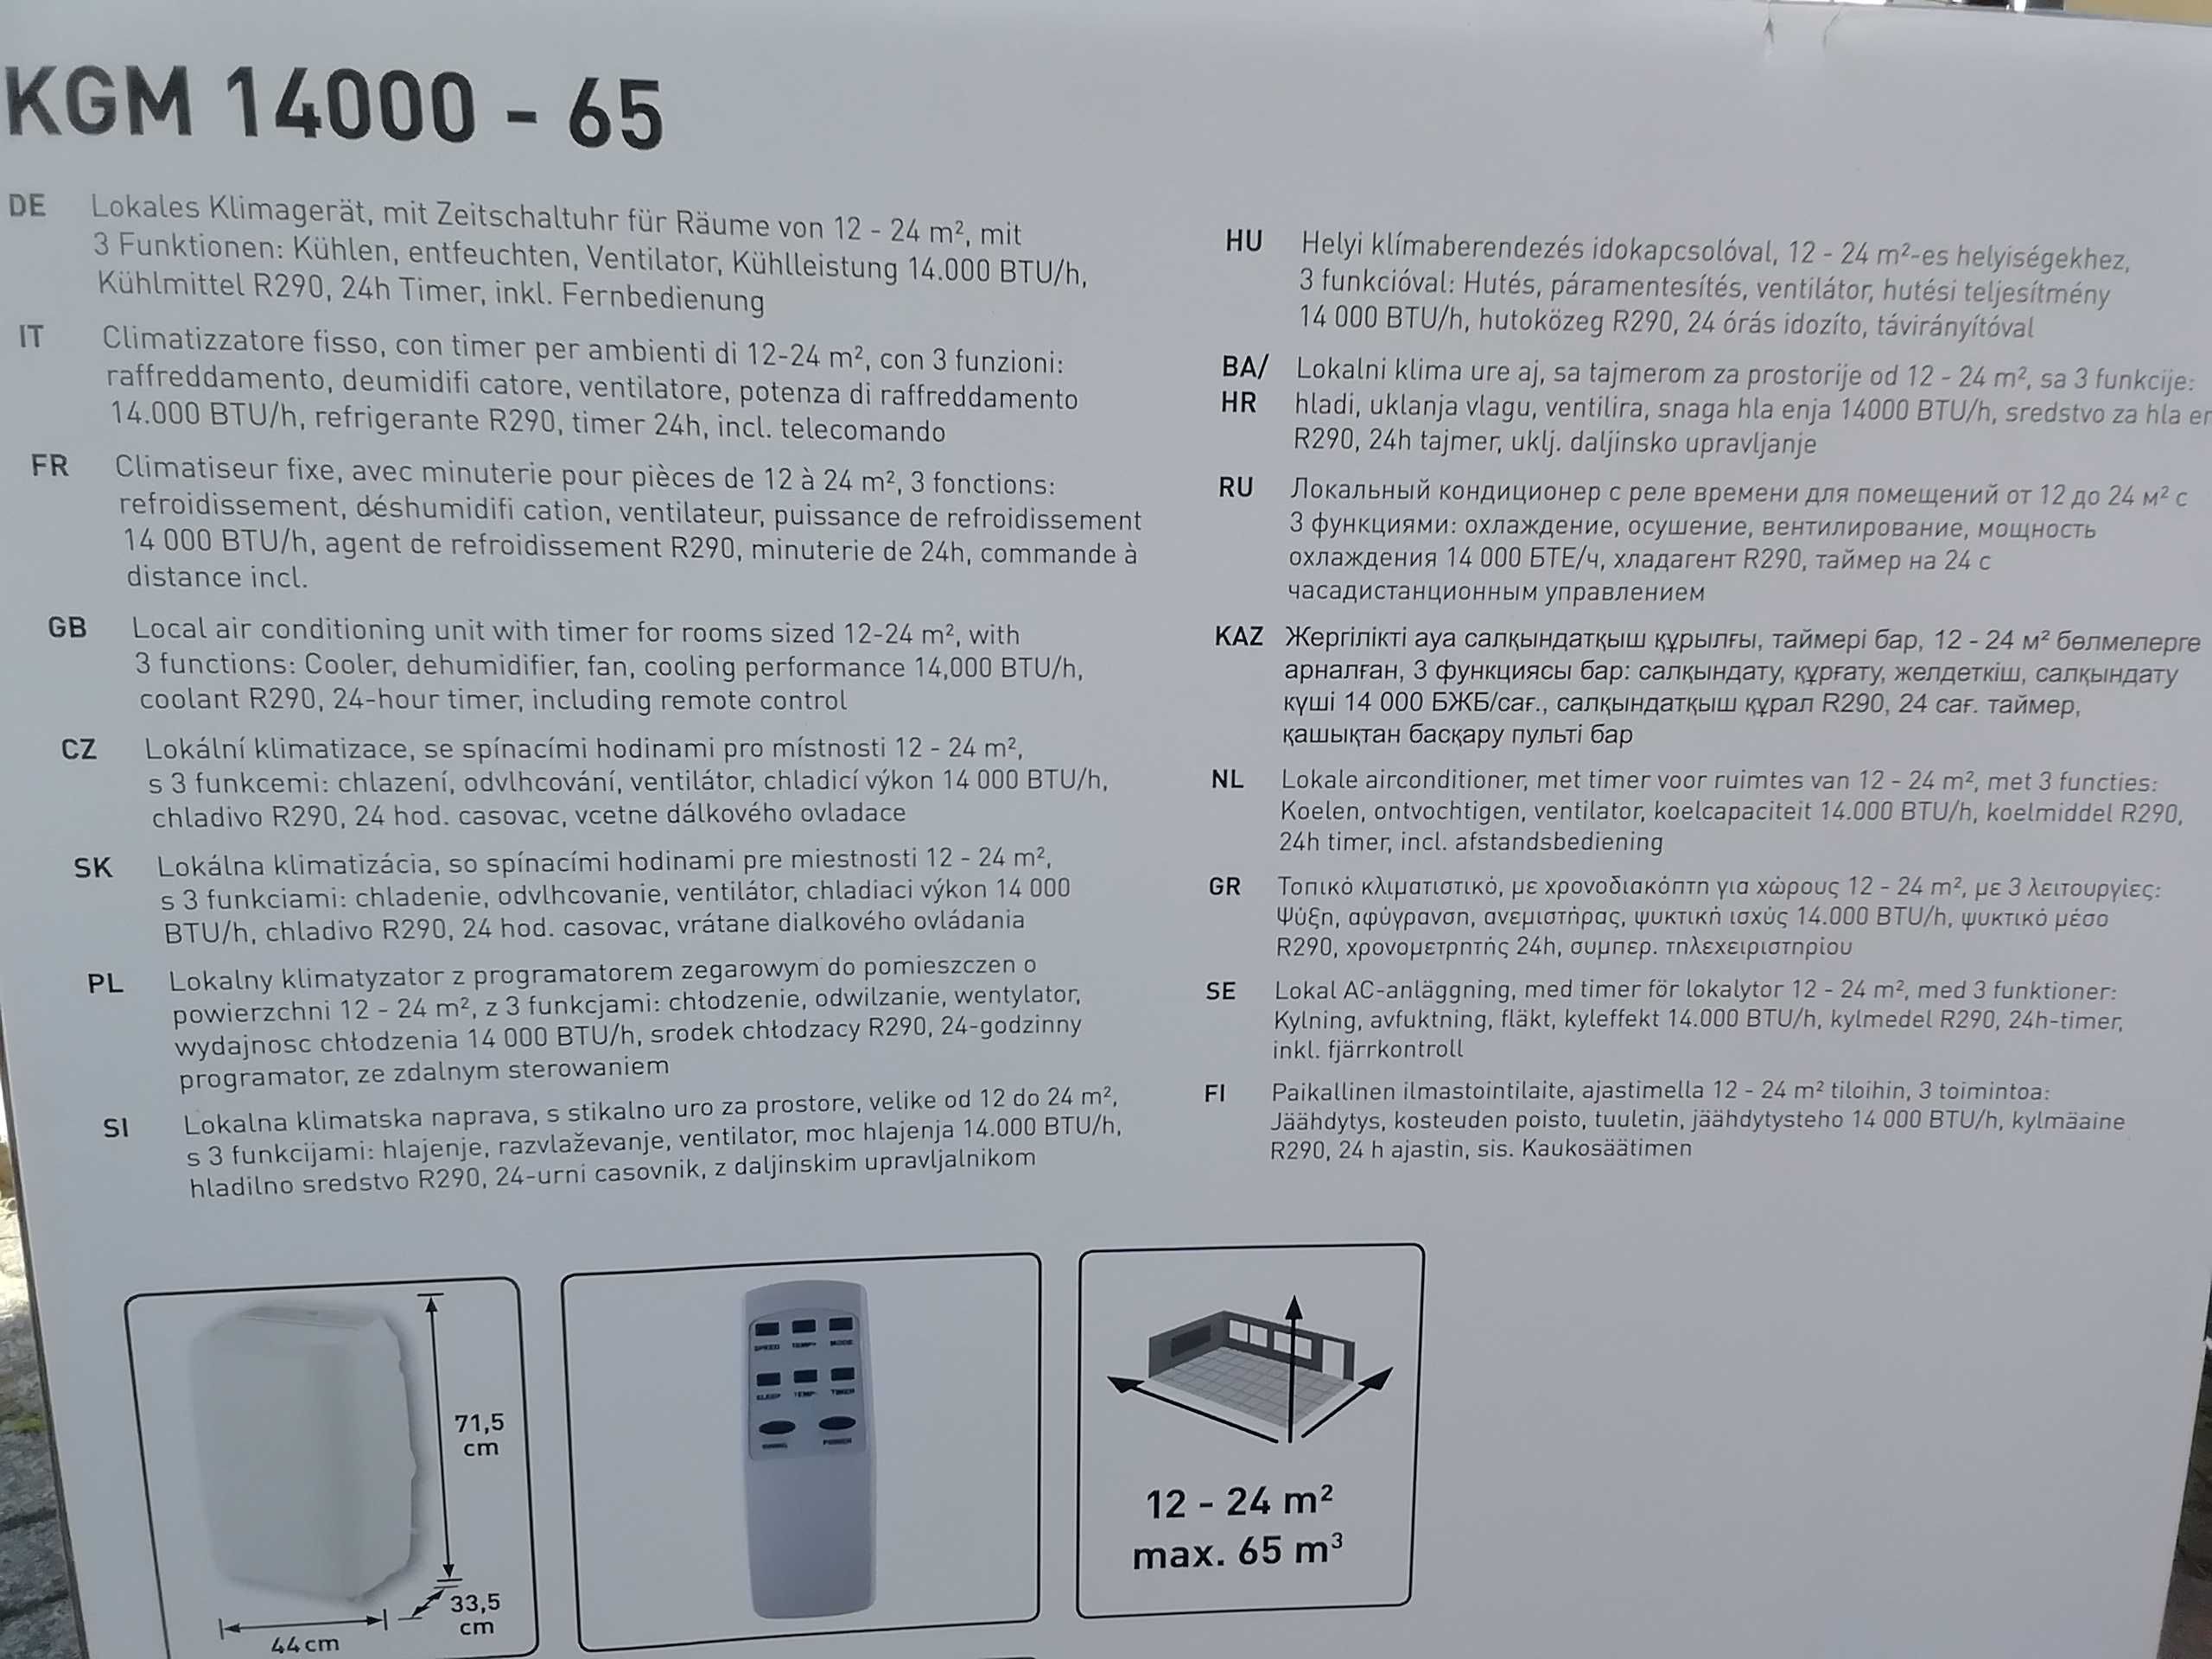 KGM 14000 - 65
DE Lokales Klimagerät, mit Zeitschaltuhr für Räume von 12 - 24 m², mit
3 Funktionen: Kühlen, entfeuchten, Ventilator, Kühlleistung 14.000 BTU/h,
Kühlmittel R290, 24h Timer, inkl. Fernbedienung
IT Climatizzatore fisso, con timer per ambienti di 12-24 m², con 3 funzioni:
raffreddamento, deumidifi catore, ventilatore, potenza di raffreddamento
14.000 BTU/h, refrigerante R290, timer 24h, incl. telecomando
FR Climatiseur fixe, avec minuterie pour pièces de 12 à 24 m², 3 fonctions:
refroidissement, déshumidifi cation, ventilateur, puissance de refroidissement
14 000 BTU/h, agent de refroidissement R290, minuterie de 24h, commande à
distance incl.
GB Local air conditioning unit with timer for rooms sized 12-24 m², with
3 functions: Cooler, dehumidifier, fan, cooling performance 14,000 BTU/h,
coolant R290, 24-hour timer, including remote control
CZ Lokální klimatizace, se spínacími hodinami pro místnosti 12 - 24 m²,
s 3 funkcemi: chlazení, odvlhcování, ventilátor, chladicí výkon 14 000 BTU/h,
chladivo R290, 24 hod. casovac, vcetne dálkového ovladace
SK Lokálna klimatizácia, so spínacími hodinami pre miestnosti 12 - 24 m²,
s 3 funkciami: chladenie, odvlhcovanie, ventilátor, chladiaci výkon 14 000
BTU/h, chladivo R290, 24 hod. casovac, vrátane dialkového ovládania
PL Lokalny klimatyzator z programatorem zegarowym do pomieszczen o
powierzchni 12 - 24 m², z 3 funkcjami: chłodzenie, odwilzanie, wentylator,
wydajnosc chłodzenia 14 000 BTU/h, srodek chłodzacy R290, 24-godzinny
programator, ze zdalnym sterowaniem
SI Lokalna klimatska naprava, s stikalno uro za prostore, velike od 12 do 24 m²,
s 3 funkcijami: hlajenje, razvlaževanje, ventilator, moc hlajenja 14.000 BTU/h,
hladilno sredstvo R290, 24-urni casovnik, z daljinskim upravljalnikom
HU Helyi klímaberendezés idokapcsolóval, 12 - 24 m²-es helyiségekhez,
3 funkcióval: Hutés, páramentesítés, ventilátor, hutési teljesítmény
14 000 BTU/h, hutoközeg R290, 24 órás idozíto, távirányítóval
BA/ Lokalni klima ure aj, sa tajmerom za prostorije od 12 - 24 m², sa 3 funkcije:
HR hladi, uklanja vlagu, ventilira, snaga hla enja 14000 BTU/h, sredstvo za hla
R290, 24h tajmer, uklj. daljinsko upravljanje
RU Локальный кондиционер с реле времени для помещений от 12 до 24 м² с
3 функциями: охлаждение, осушение, вентилирование, мощность
охлаждения 14 000 БТЕ/ч, хладагент R290, таймер на 24 с
часадистанционным управлением
KAZ Жергілікті ауа салқындатқыш құрылғы, таймері бар, 12 - 24 м² бөлмелерге
арналған, 3 функциясы бар: салқындату, құрғату, желдеткіш, салқындату
күші 14 000 БЖБ/сағ., салқындатқыш құрал R290, 24 сағ. таймер,
қашықтан басқару пульті бар
NL Lokale airconditioner, met timer voor ruimtes van 12 - 24 m², met 3 functies:
Koelen, ontvochtigen, ventilator, koelcapaciteit 14.000 BTU/h, koelmiddel R290,
24h timer, incl. afstandsbediening
GR Τοπικό κλιματιστικό, με χρονοδιακόπτη για χώρους 12 - 24 m², με 3 λειτουργίες:
Ψύξη, αφύγρανση, ανεμιστήρας, ψυκτική ισχύς 14.000 BTU/h, ψυκτικό μέσο
R290, χρονομετρητής 24h, συμπερ. τηλεχειριστηρίου
SE Lokal AC-anläggning, med timer för lokalytor 12 - 24 m², med 3 funktioner:
Kylning, avfuktning, fläkt, kyleffekt 14.000 BTU/h, kylmedel R290, 24h-timer,
inkl. fjärrkontroll
FI Paikallinen ilmastointilaite, ajastimella 12 - 24 m² tiloihin, 3 toimintoa:
Jäähdytys, kosteuden poisto, tuuletin, jäähdytysteho 14 000 BTU/h, kylmäaine
R290, 24 h ajastin, sis. Kaukosäätimen
71,5
cm
33,5
cm
44 cm
SPEED TEMP+ MODE
SLEEP TEMP- TIMER
POWER
12 - 24 m²
max. 65 m³